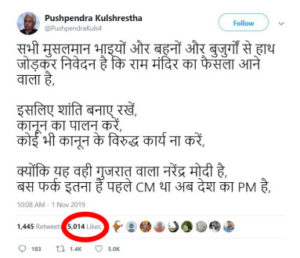 Pushpendra Kulshrestha
@PushpendraKuls4
Follow
सभी मुसलमान भाइयों और बहनों और बुजुर्गों से हाथ
जोड़कर निवेदन है कि राम मंदिर का फैसला आने
वाला है,
इसलिए शांति बनाए रखें,
कानून का पालन करें,
कोई भी कानून के विरुद्ध कार्य ना करें,
क्योंकि यह वही गुजरात वाला नरेंद्र मोदी है,
बस फर्क इतना है पहले CM था अब देश का PM है,
10:08 AM - 1 Nov 2019
1,445 Retweets 5,014 Likes
183 1.4K 5.0K